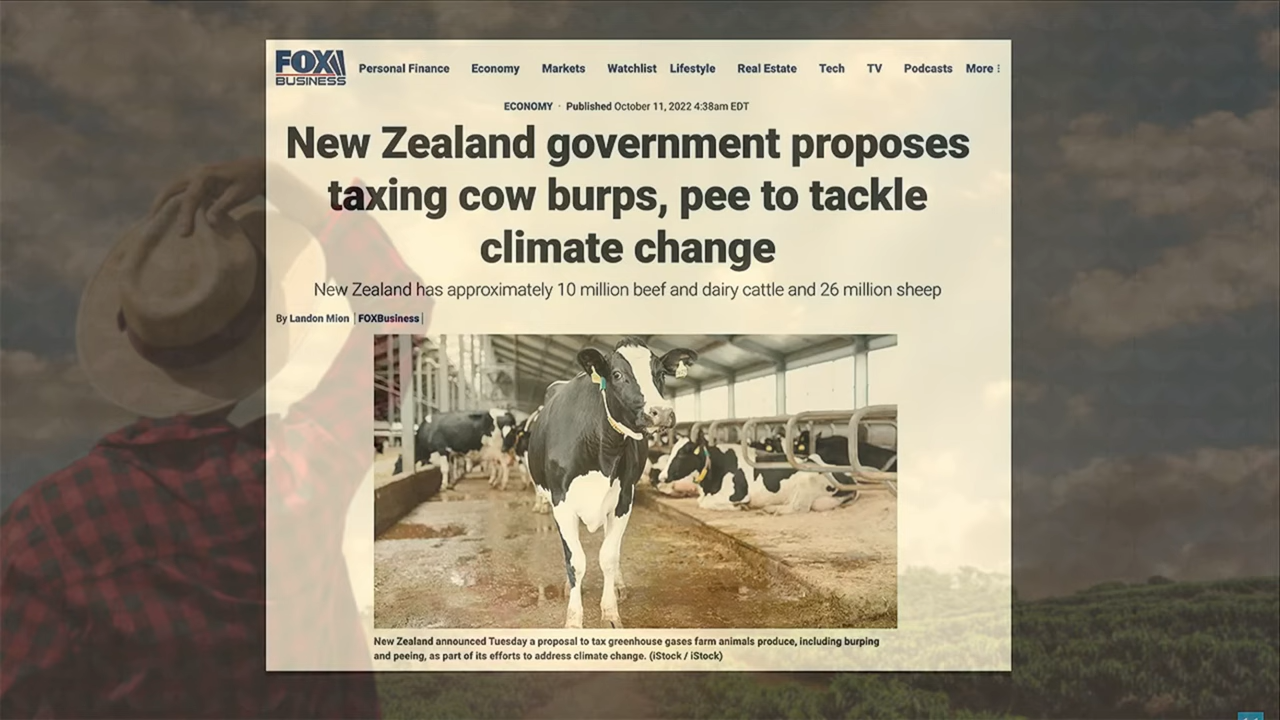 FOX
BUSINESS
Personal Finance Economy Markets Watchlist Lifestyle Real Estate Tech TV Podcasts More
ECONOMY · Published October 11, 2022 4:38am EDT
New Zealand government proposes
taxing cow burps, pee to tackle
climate change
New Zealand has approximately 10 million beef and dairy cattle and 26 million sheep
By Landon Mion | FOXBusiness |
New Zealand announced Tuesday a proposal to tax greenhouse gases farm animals produce, including burping
and peeing, as part of its efforts to address climate change. (iStock / iStock)